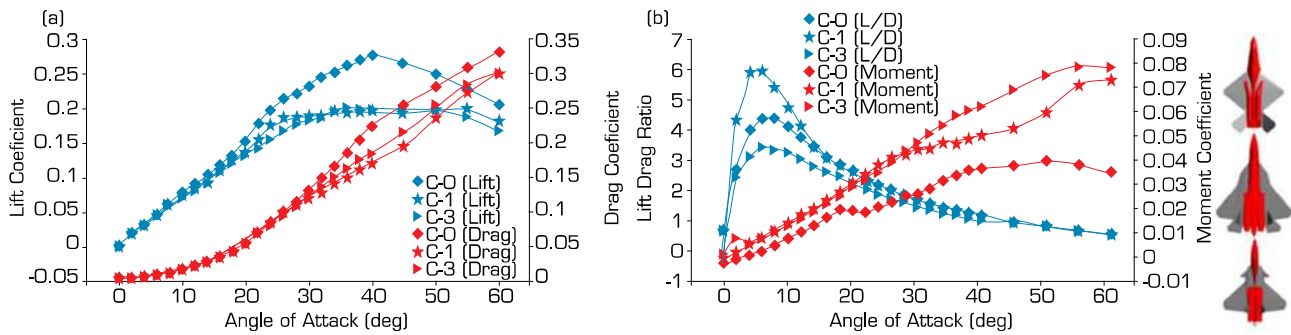 (a)
Lift Coeficient
0.3
0.25
0.2
0.15
0.1
0.05
0
-0.05
0.35
0.3
0.25
0.2
0.15
0.1
0.05
0
Drag Coeficient
C-0 (Lift)
C-1 (Lift)
C-3 (Lift)
C-0 (Drag)
C-1 (Drag)
C-3 (Drag)
0 10 20 30 40 50 60
Angle of Attack (deg)
(b)
Lift Drag Ratio
7
6
5
4
3
2
1
0
-1
C-0 (L/D)
C-1 (L/D)
C-3 (L/D)
C-0 (Moment)
C-1 (Moment)
C-3 (Moment)
0.09
0.08
0.07
0.06
0.05
0.04
0.03
0.02
0.01
0
-0.01
Moment Coefficient
0 10 20 30 40 50 60
Angle of Attack (deg)